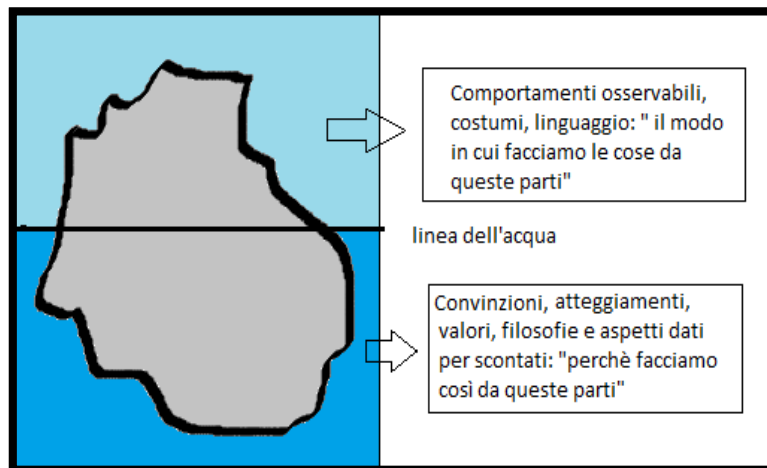 Comportamenti osservabili,
costumi, linguaggio: " il modo
in cui facciamo le cose da
queste parti"
linea dell'acqua
Convinzioni, atteggiamenti,
valori, filosofie e aspetti dati
per scontati: "perchè facciamo
così da queste parti"